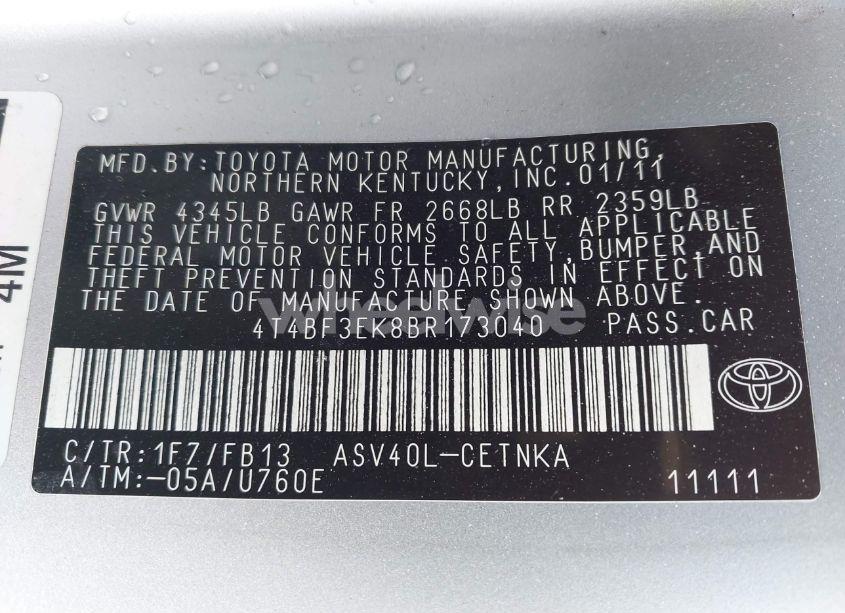 MFD.BY:TOYOTA MOTOR MANUFACTURING,
NORTHERN KENTUCKY,INC.01/11
GVWR 4345LB GAWR FR 2668LB RR 2359LB
THIS VEHICLE CONFORMS TO ALL APPLICABLE
FEDERAL MOTOR VEHICLE SAFETY,BUMPER,AND
THEFT PREVENTION STANDARDS IN EFFECT ON
THE DATE OF MANUFACTURE SHOWN ABOVE.
wheelwise
4T4BF3EK8BR173040 PASS.CAR
C/TR:1F7/FB13 ASV40L-CETNKA
A/TM:-05A/U760E 11111
4M